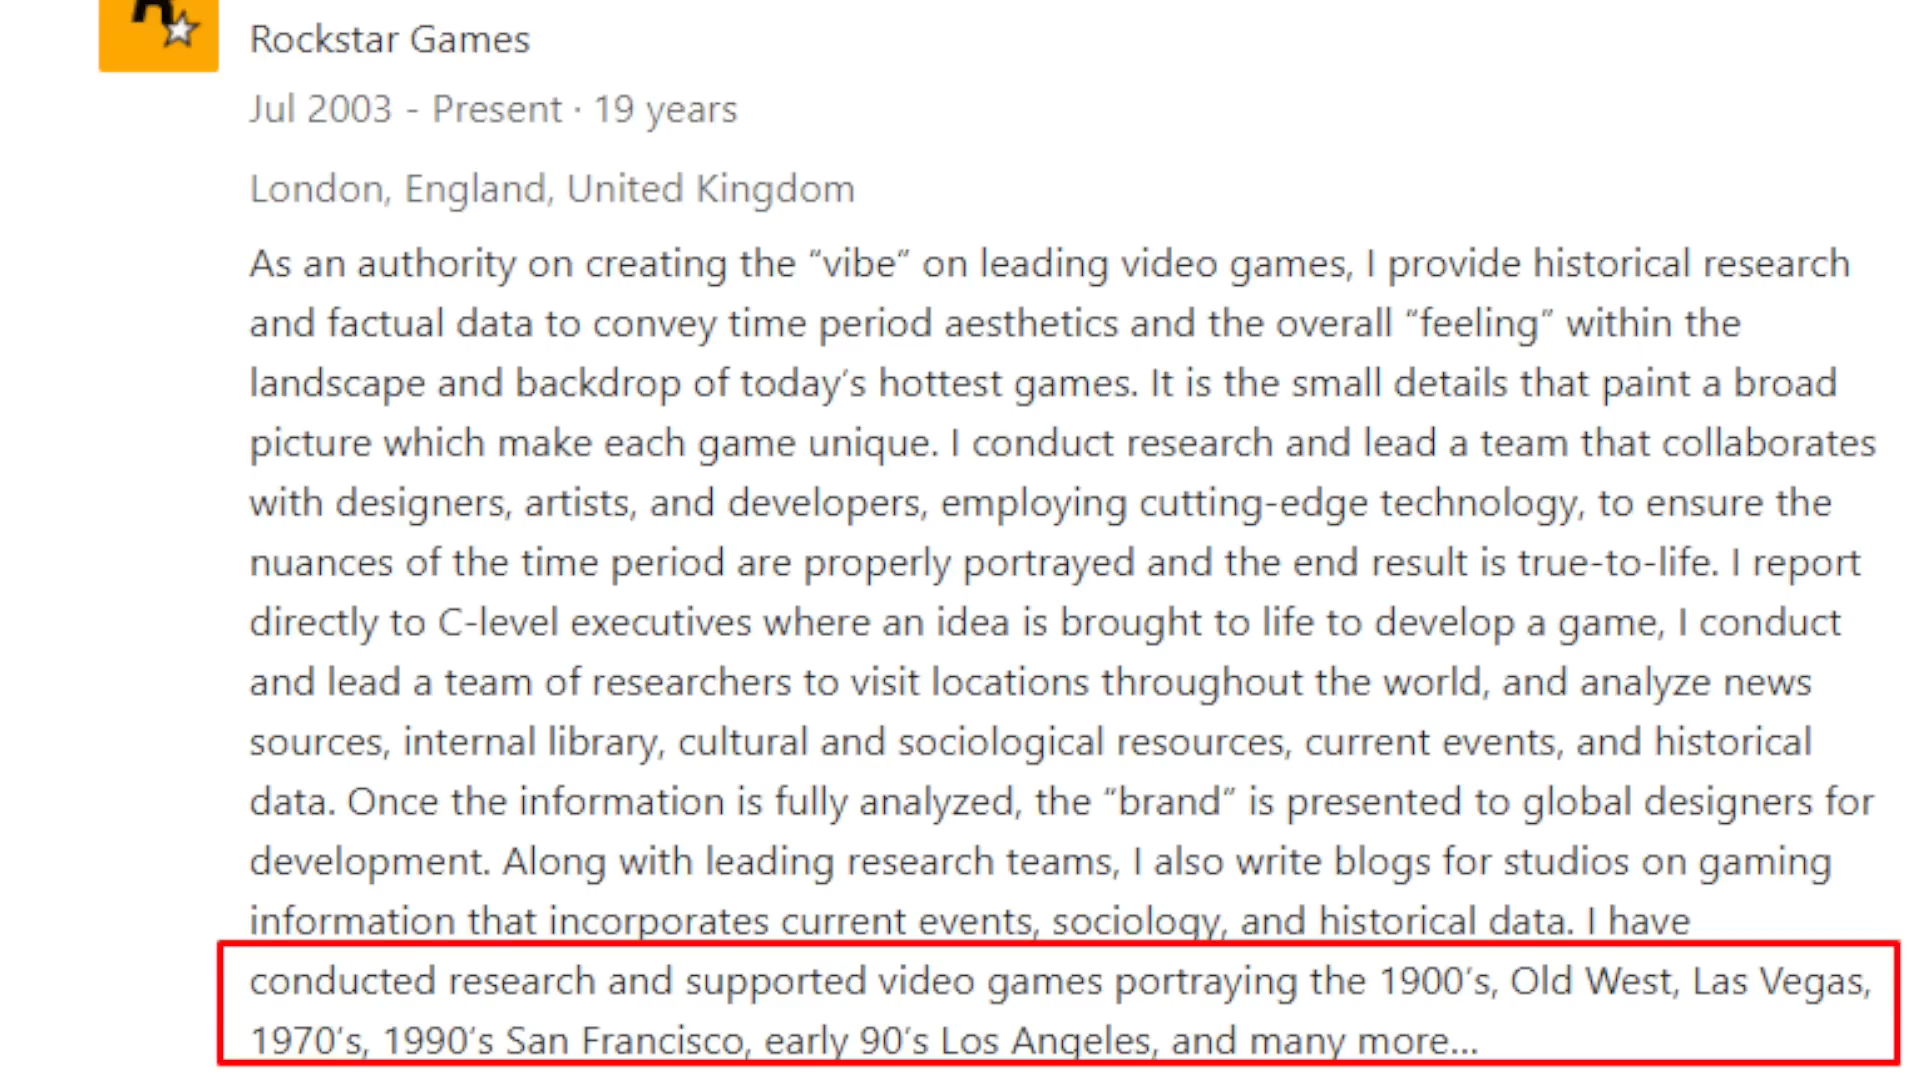 R
Rockstar Games
Jul 2003 - Present · 19 years
London, England, United Kingdom
As an authority on creating the “vibe” on leading video games, I provide historical research
and factual data to convey time period aesthetics and the overall “feeling” within the
landscape and backdrop of today’s hottest games. It is the small details that paint a broad
picture which make each game unique. I conduct research and lead a team that collaborates
with designers, artists, and developers, employing cutting-edge technology, to ensure the
nuances of the time period are properly portrayed and the end result is true-to-life. I report
directly to C-level executives where an idea is brought to life to develop a game, I conduct
and lead a team of researchers to visit locations throughout the world, and analyze news
sources, internal library, cultural and sociological resources, current events, and historical
data. Once the information is fully analyzed, the “brand” is presented to global designers for
development. Along with leading research teams, I also write blogs for studios on gaming
information that incorporates current events, sociology, and historical data. I have
conducted research and supported video games portraying the 1900’s, Old West, Las Vegas,
1970’s, 1990’s San Francisco, early 90’s Los Angeles, and many more...